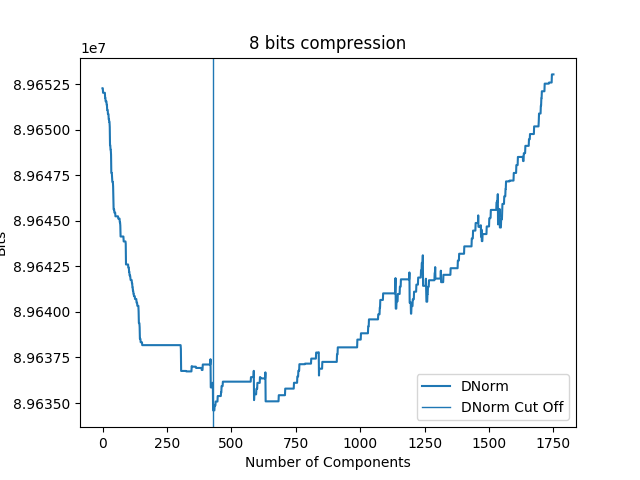 8 bits compression
1e7
8.96525
8.96500
8.96475
8.96450
8.96425
8.96400
8.96375
8.96350
Bits
0 250 500 750 1000 1250 1500 1750
Number of Components
DNorm
DNorm Cut Off